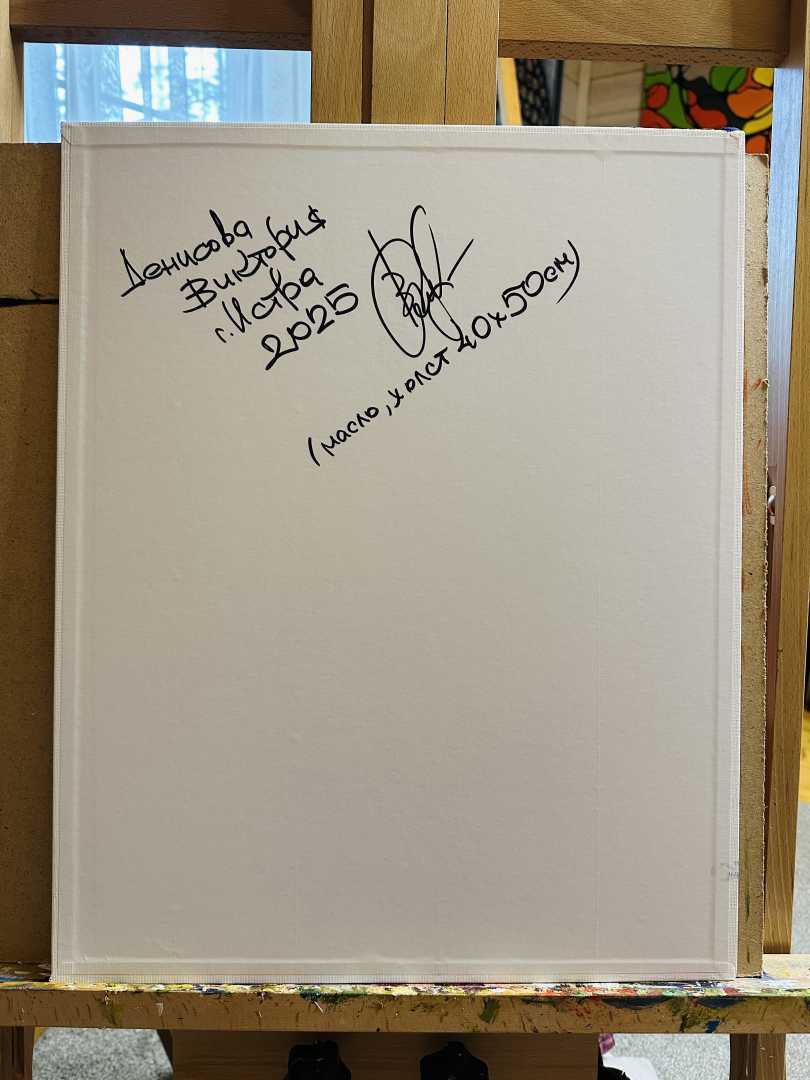 Денисова
Виктория
г. Истра
2025
(масло, холст 40х50см)